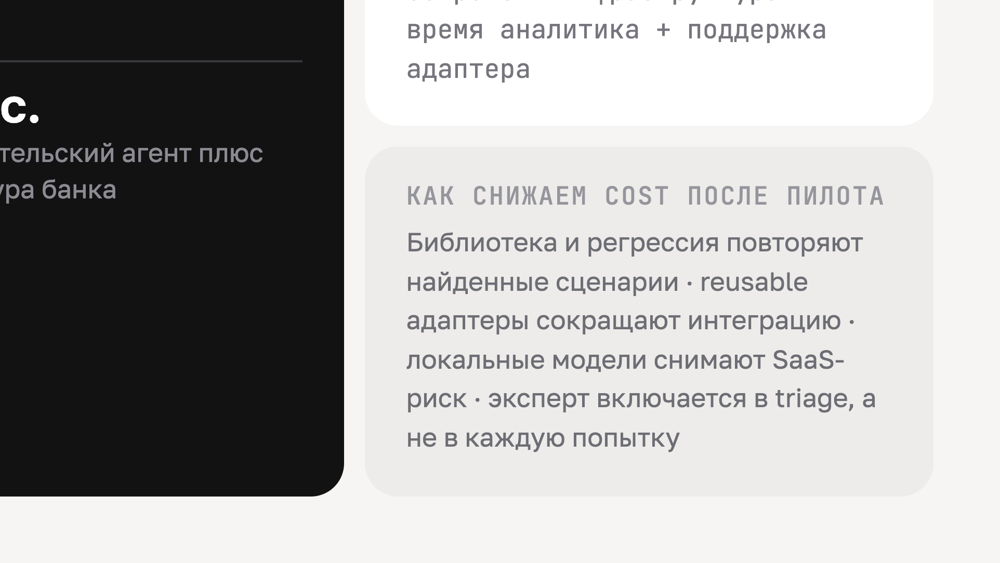 с.
тельский агент плюс
ура банка
время аналитика + поддержка
адаптера
КАК СНИЖАЕМ COST ПОСЛЕ ПИЛОТА
Библиотека и регрессия повторяют
найденные сценарии · reusable
адаптеры сокращают интеграцию ·
локальные модели снимают SaaS-
риск · эксперт включается в triage, а
не в каждую попытку